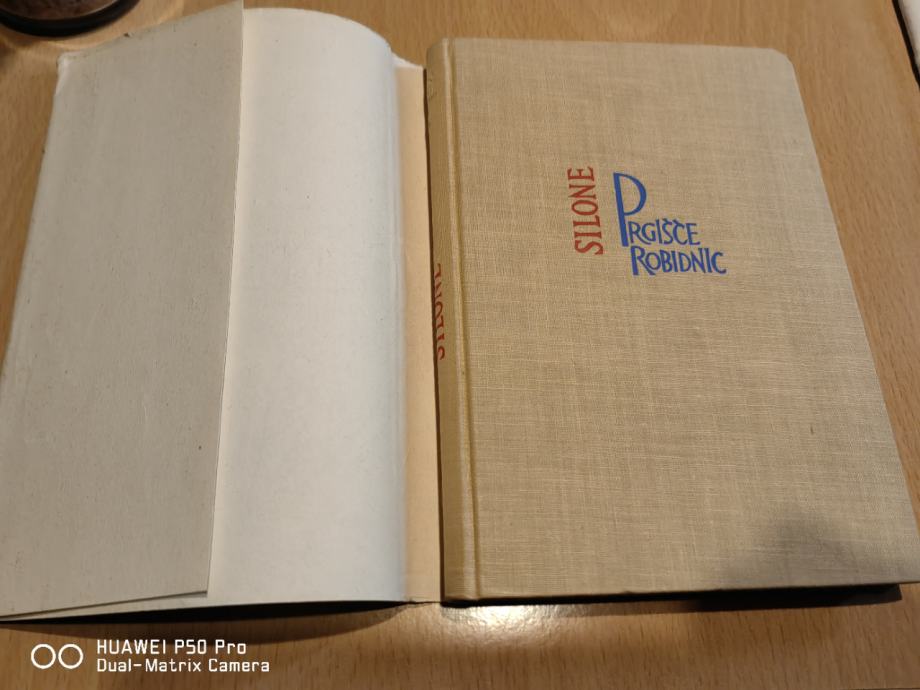 SILONE
SILONE
PRGIŠČE
ROBIDNIC
HUAWEI P50 Pro
Dual-Matrix Camera